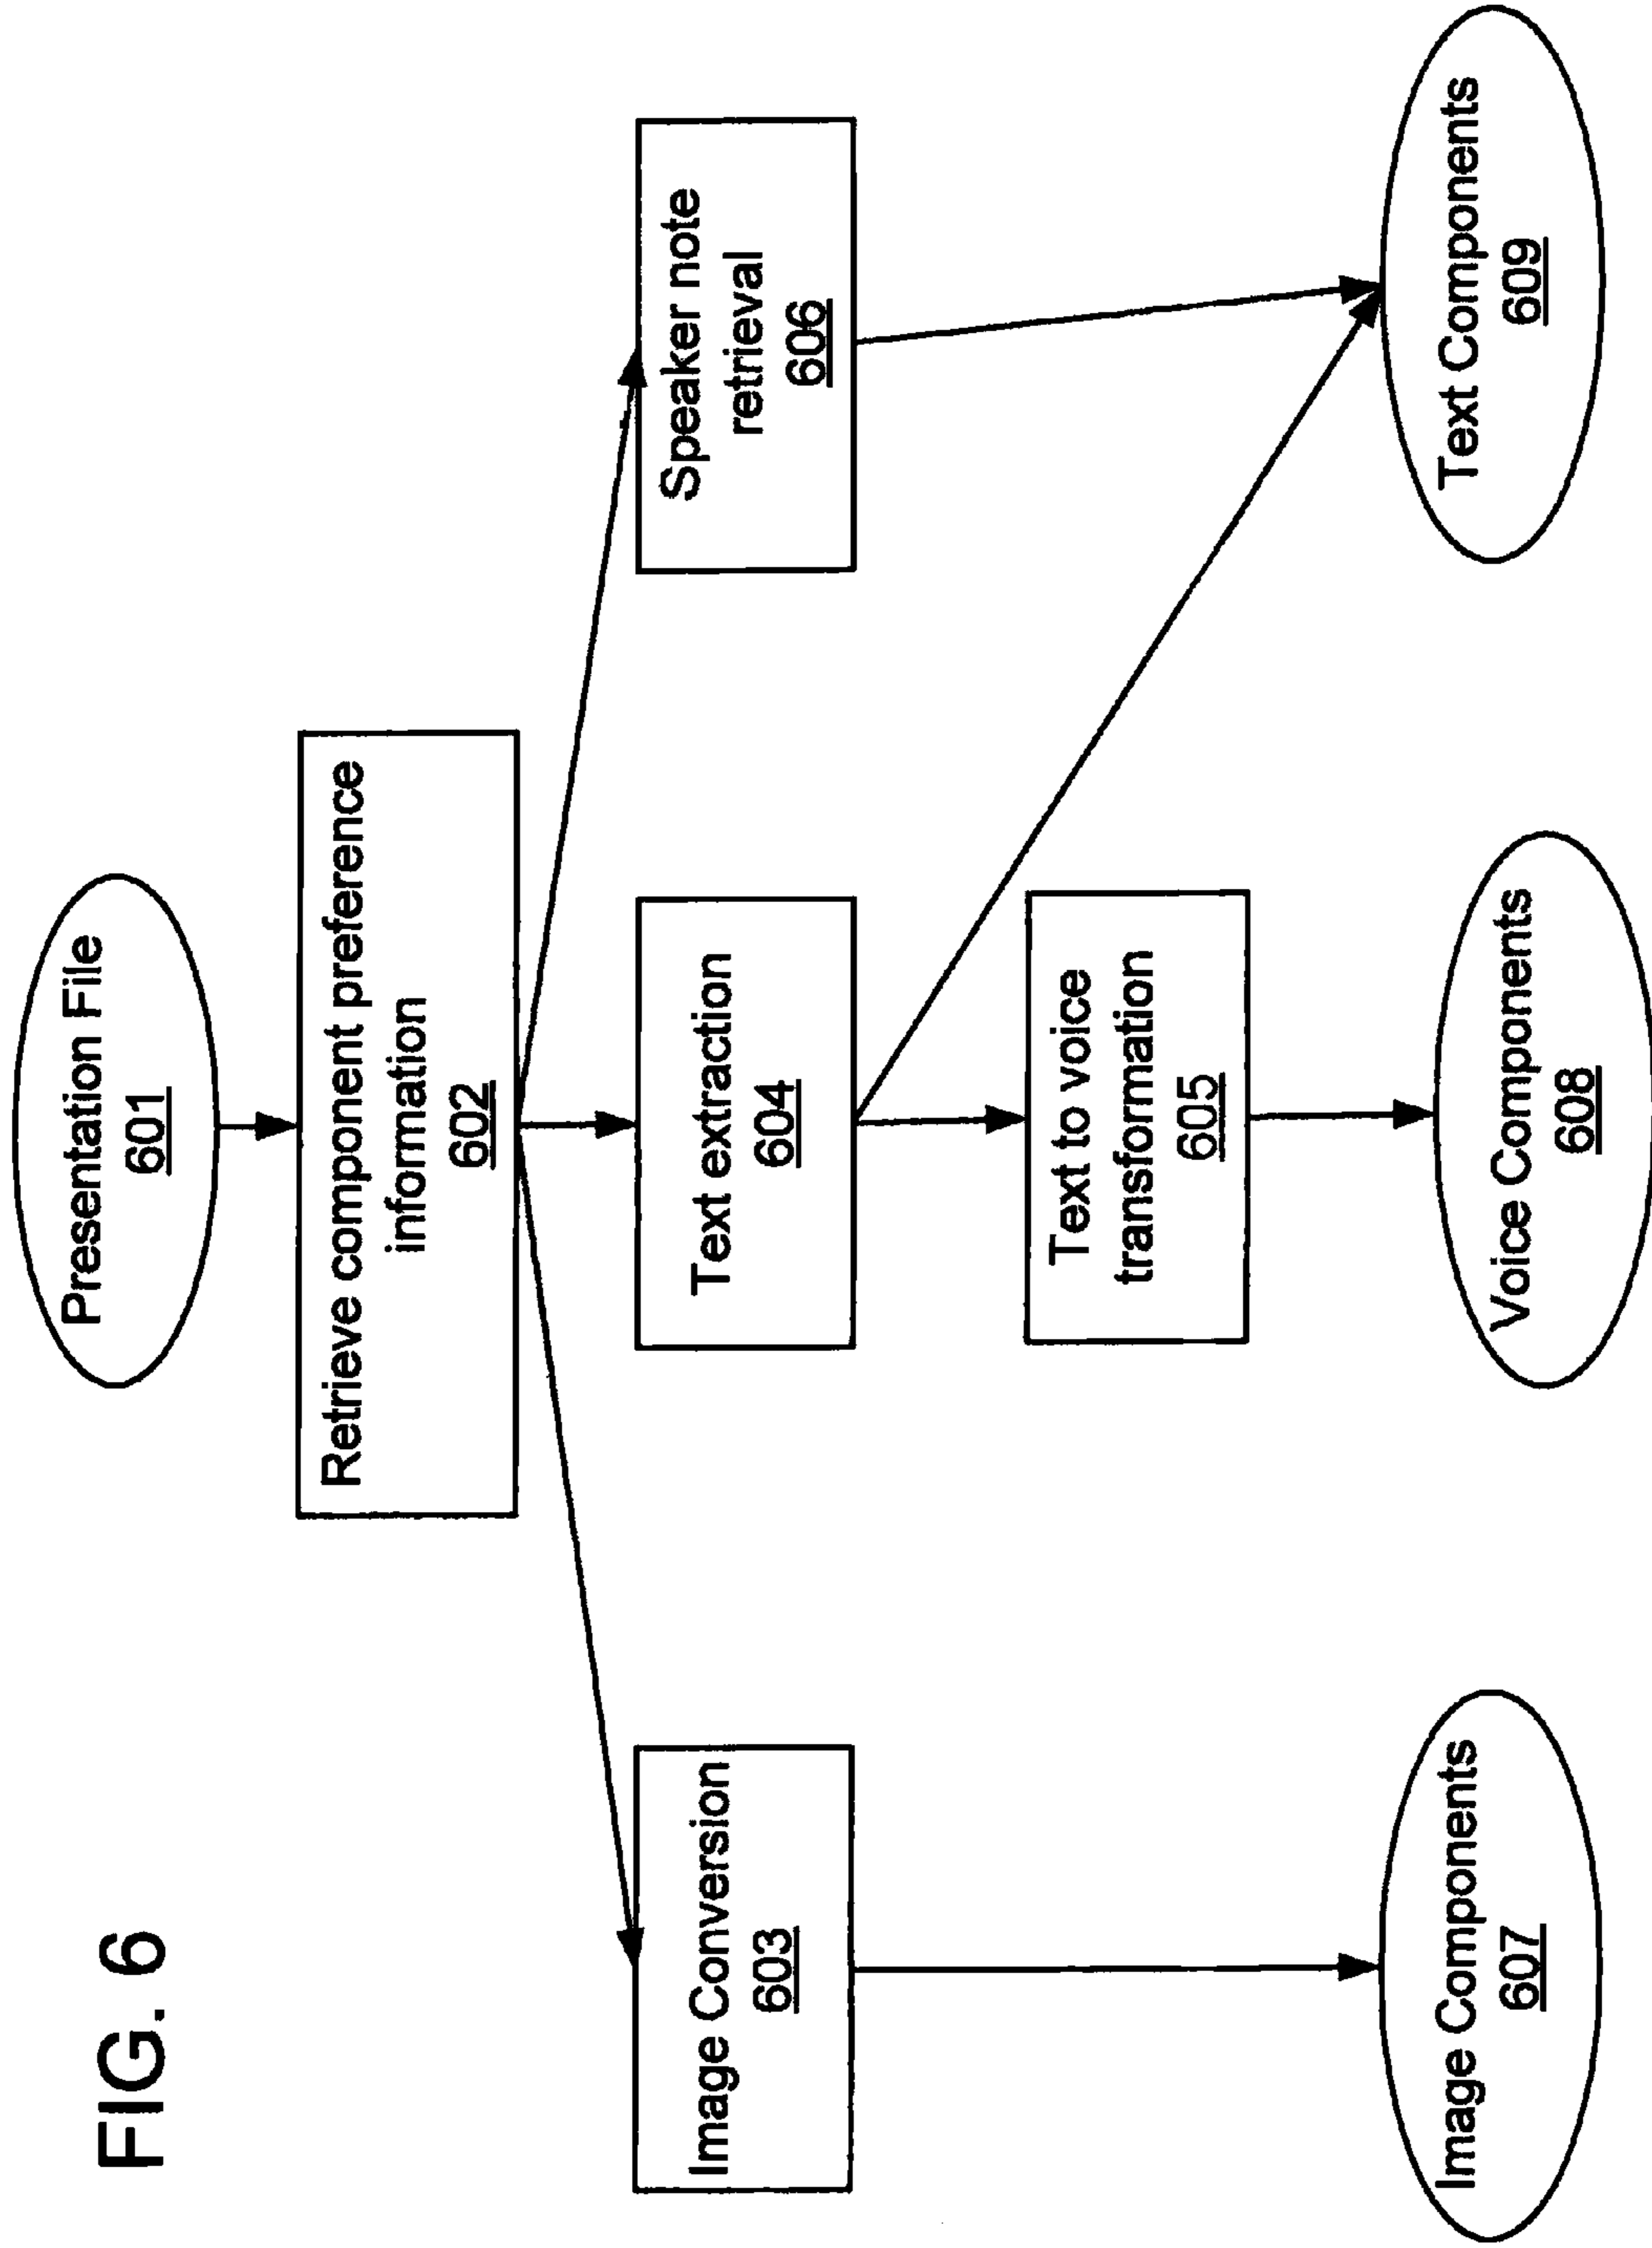 FIG. 6
Presentation File
601
Retrieve component preference
information
602
Image Conversion
603
Text extraction
604
Speaker note
retrieval
606
Text to voice
transformation
605
Image Components
607
Voice Components
608
Text Components
609